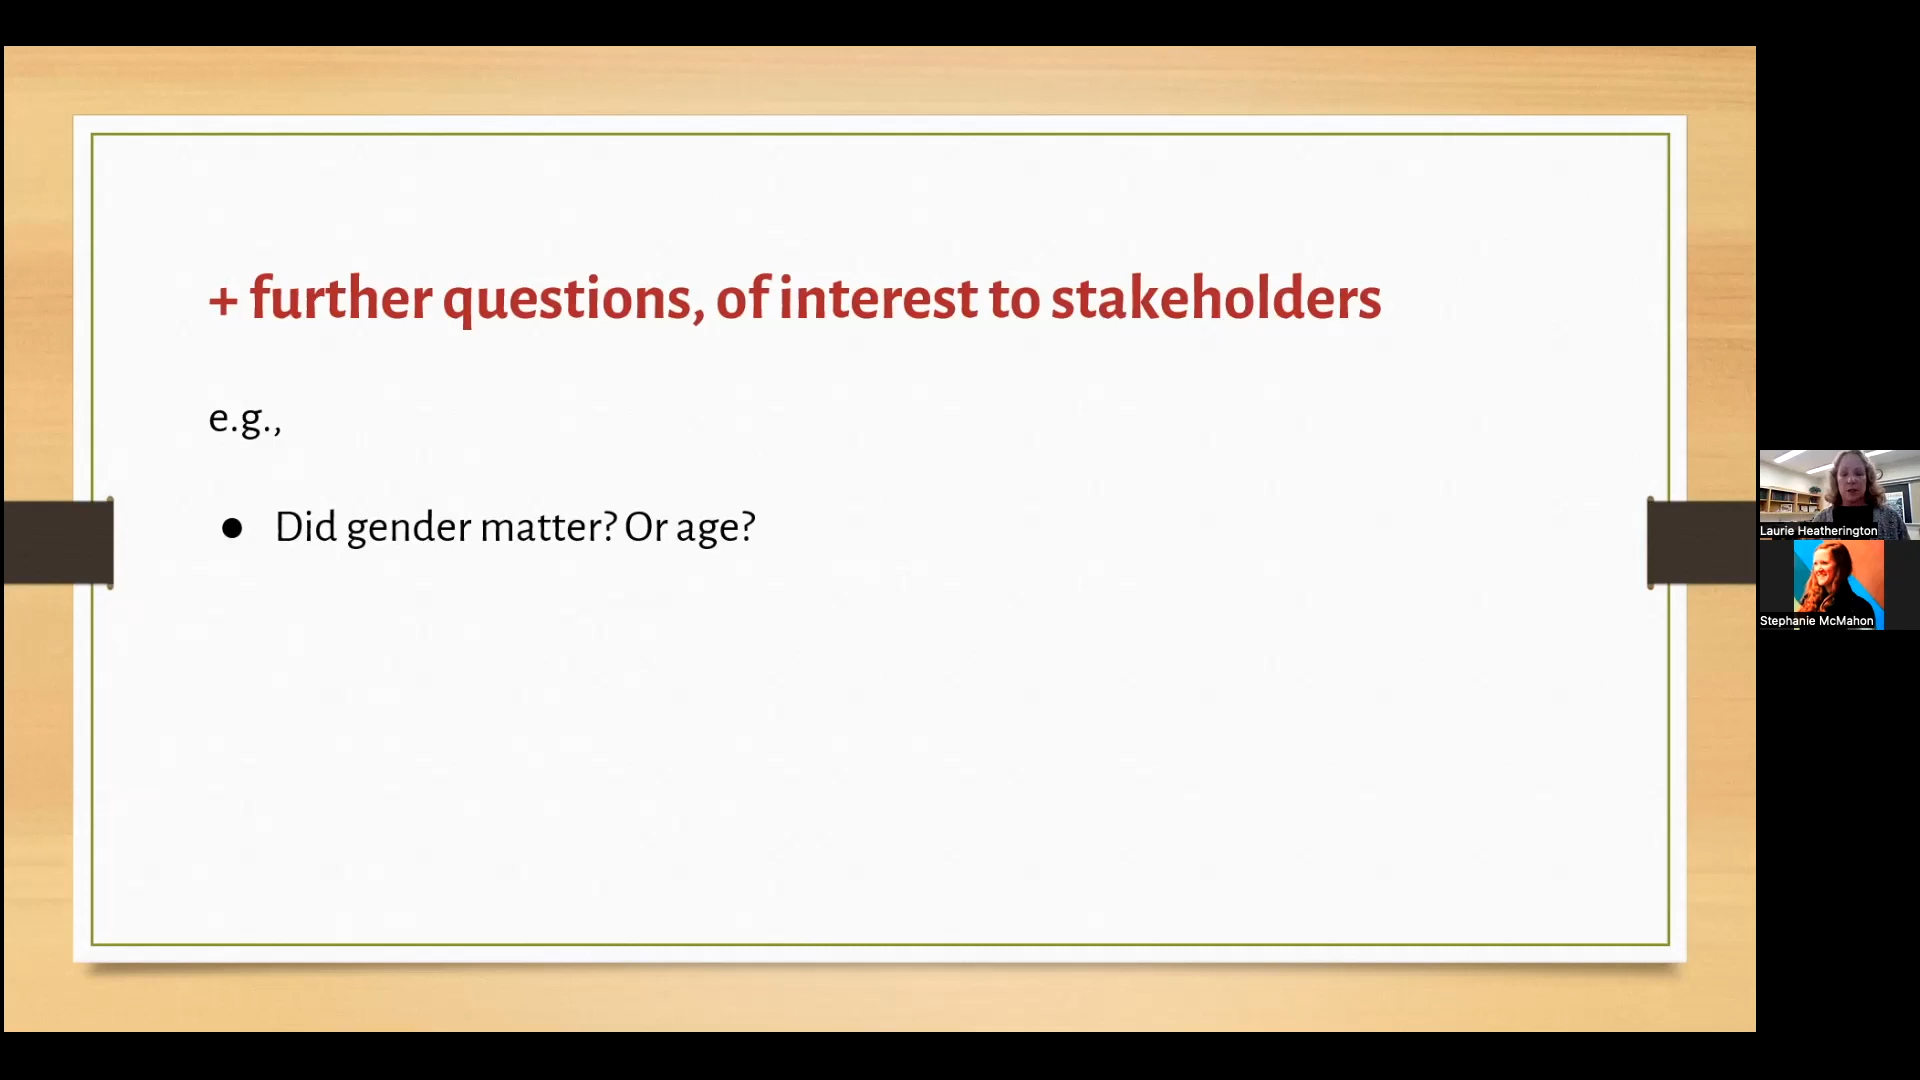 + further questions, of interest to stakeholders
e.g.,
● Did gender matter? Or age?
Laurie Heatherington
Stephanie McMahon